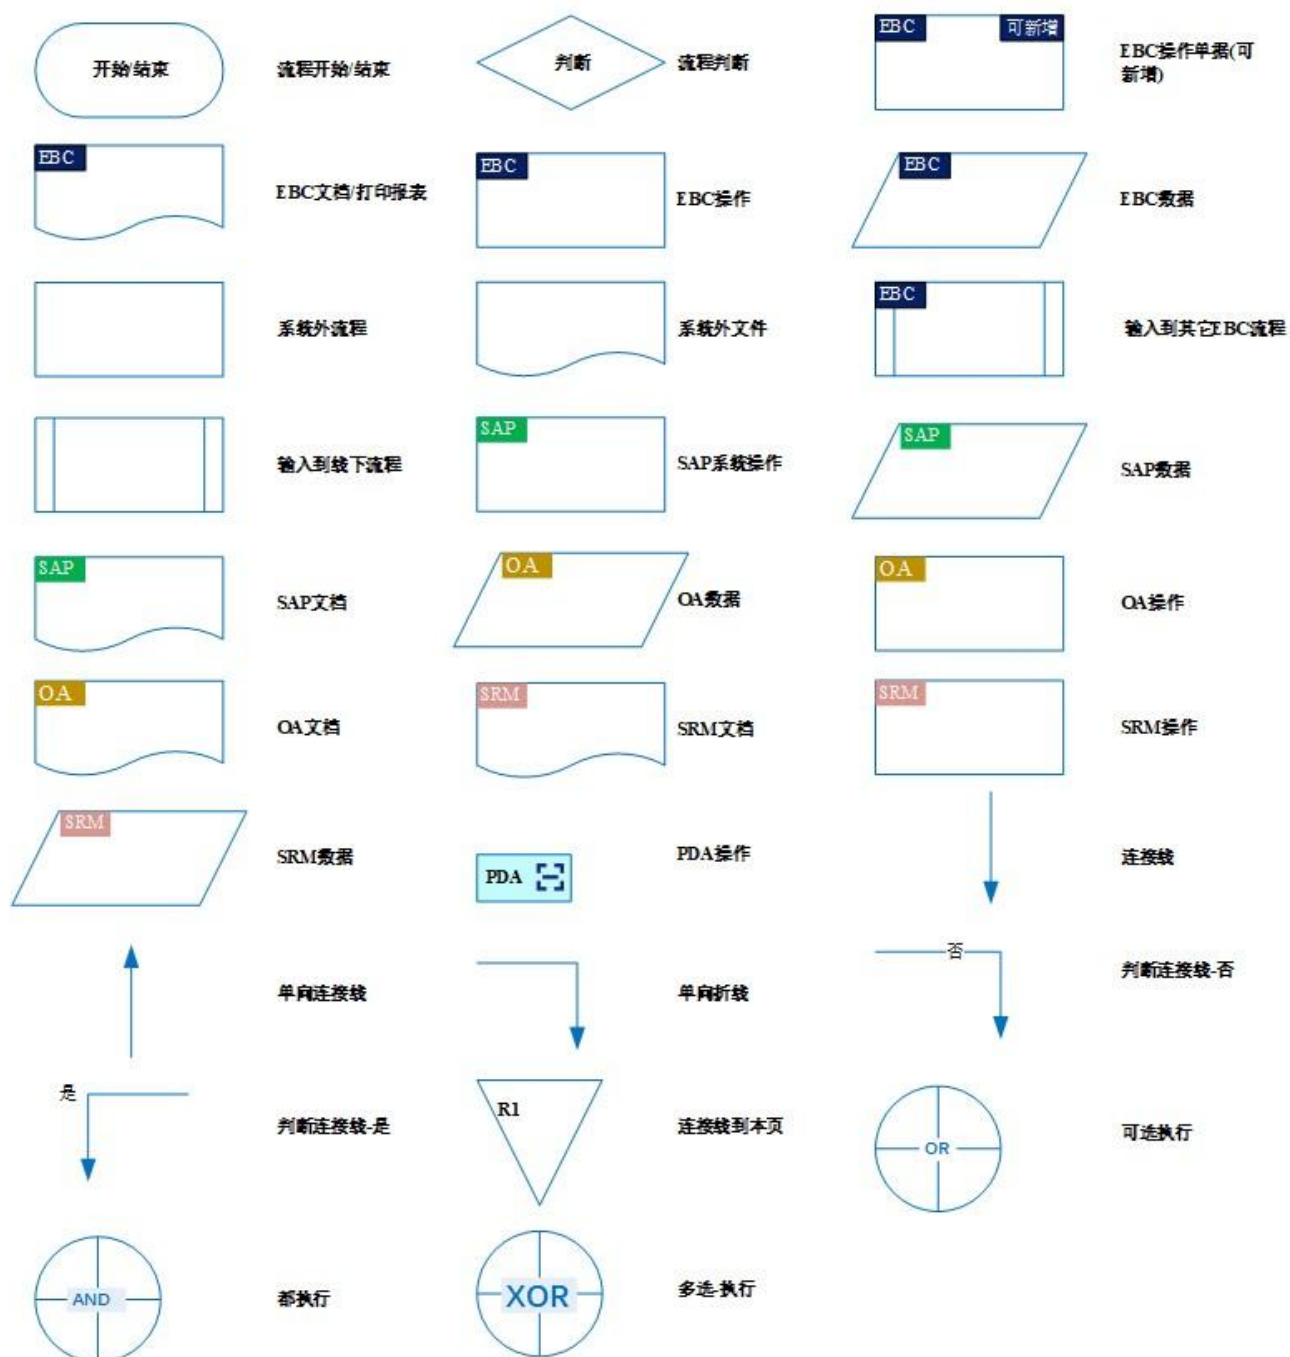 开始/结束
流程开始/结束
判断
流程判断
EBC
可新增
EBC操作单据(可
新增)
EBC
EBC文档/打印报表
EBC
EBC操作
EBC
EBC数据
系统外流程
系统外文件
EBC
输入到其它EBC流程
输入到线下流程
SAP
SAP系统操作
SAP
SAP数据
SAP
SAP文档
OA
OA数据
OA
OA操作
OA
OA文档
SRM
SRM文档
SRM
SRM操作
SRM
SRM数据
PDA
PDA操作
连接线
单向连接线
单向折线
否
判断连接线-否
是
判断连接线-是
R1
连接线到本页
OR
可选执行
AND
都执行
XOR
多选-执行